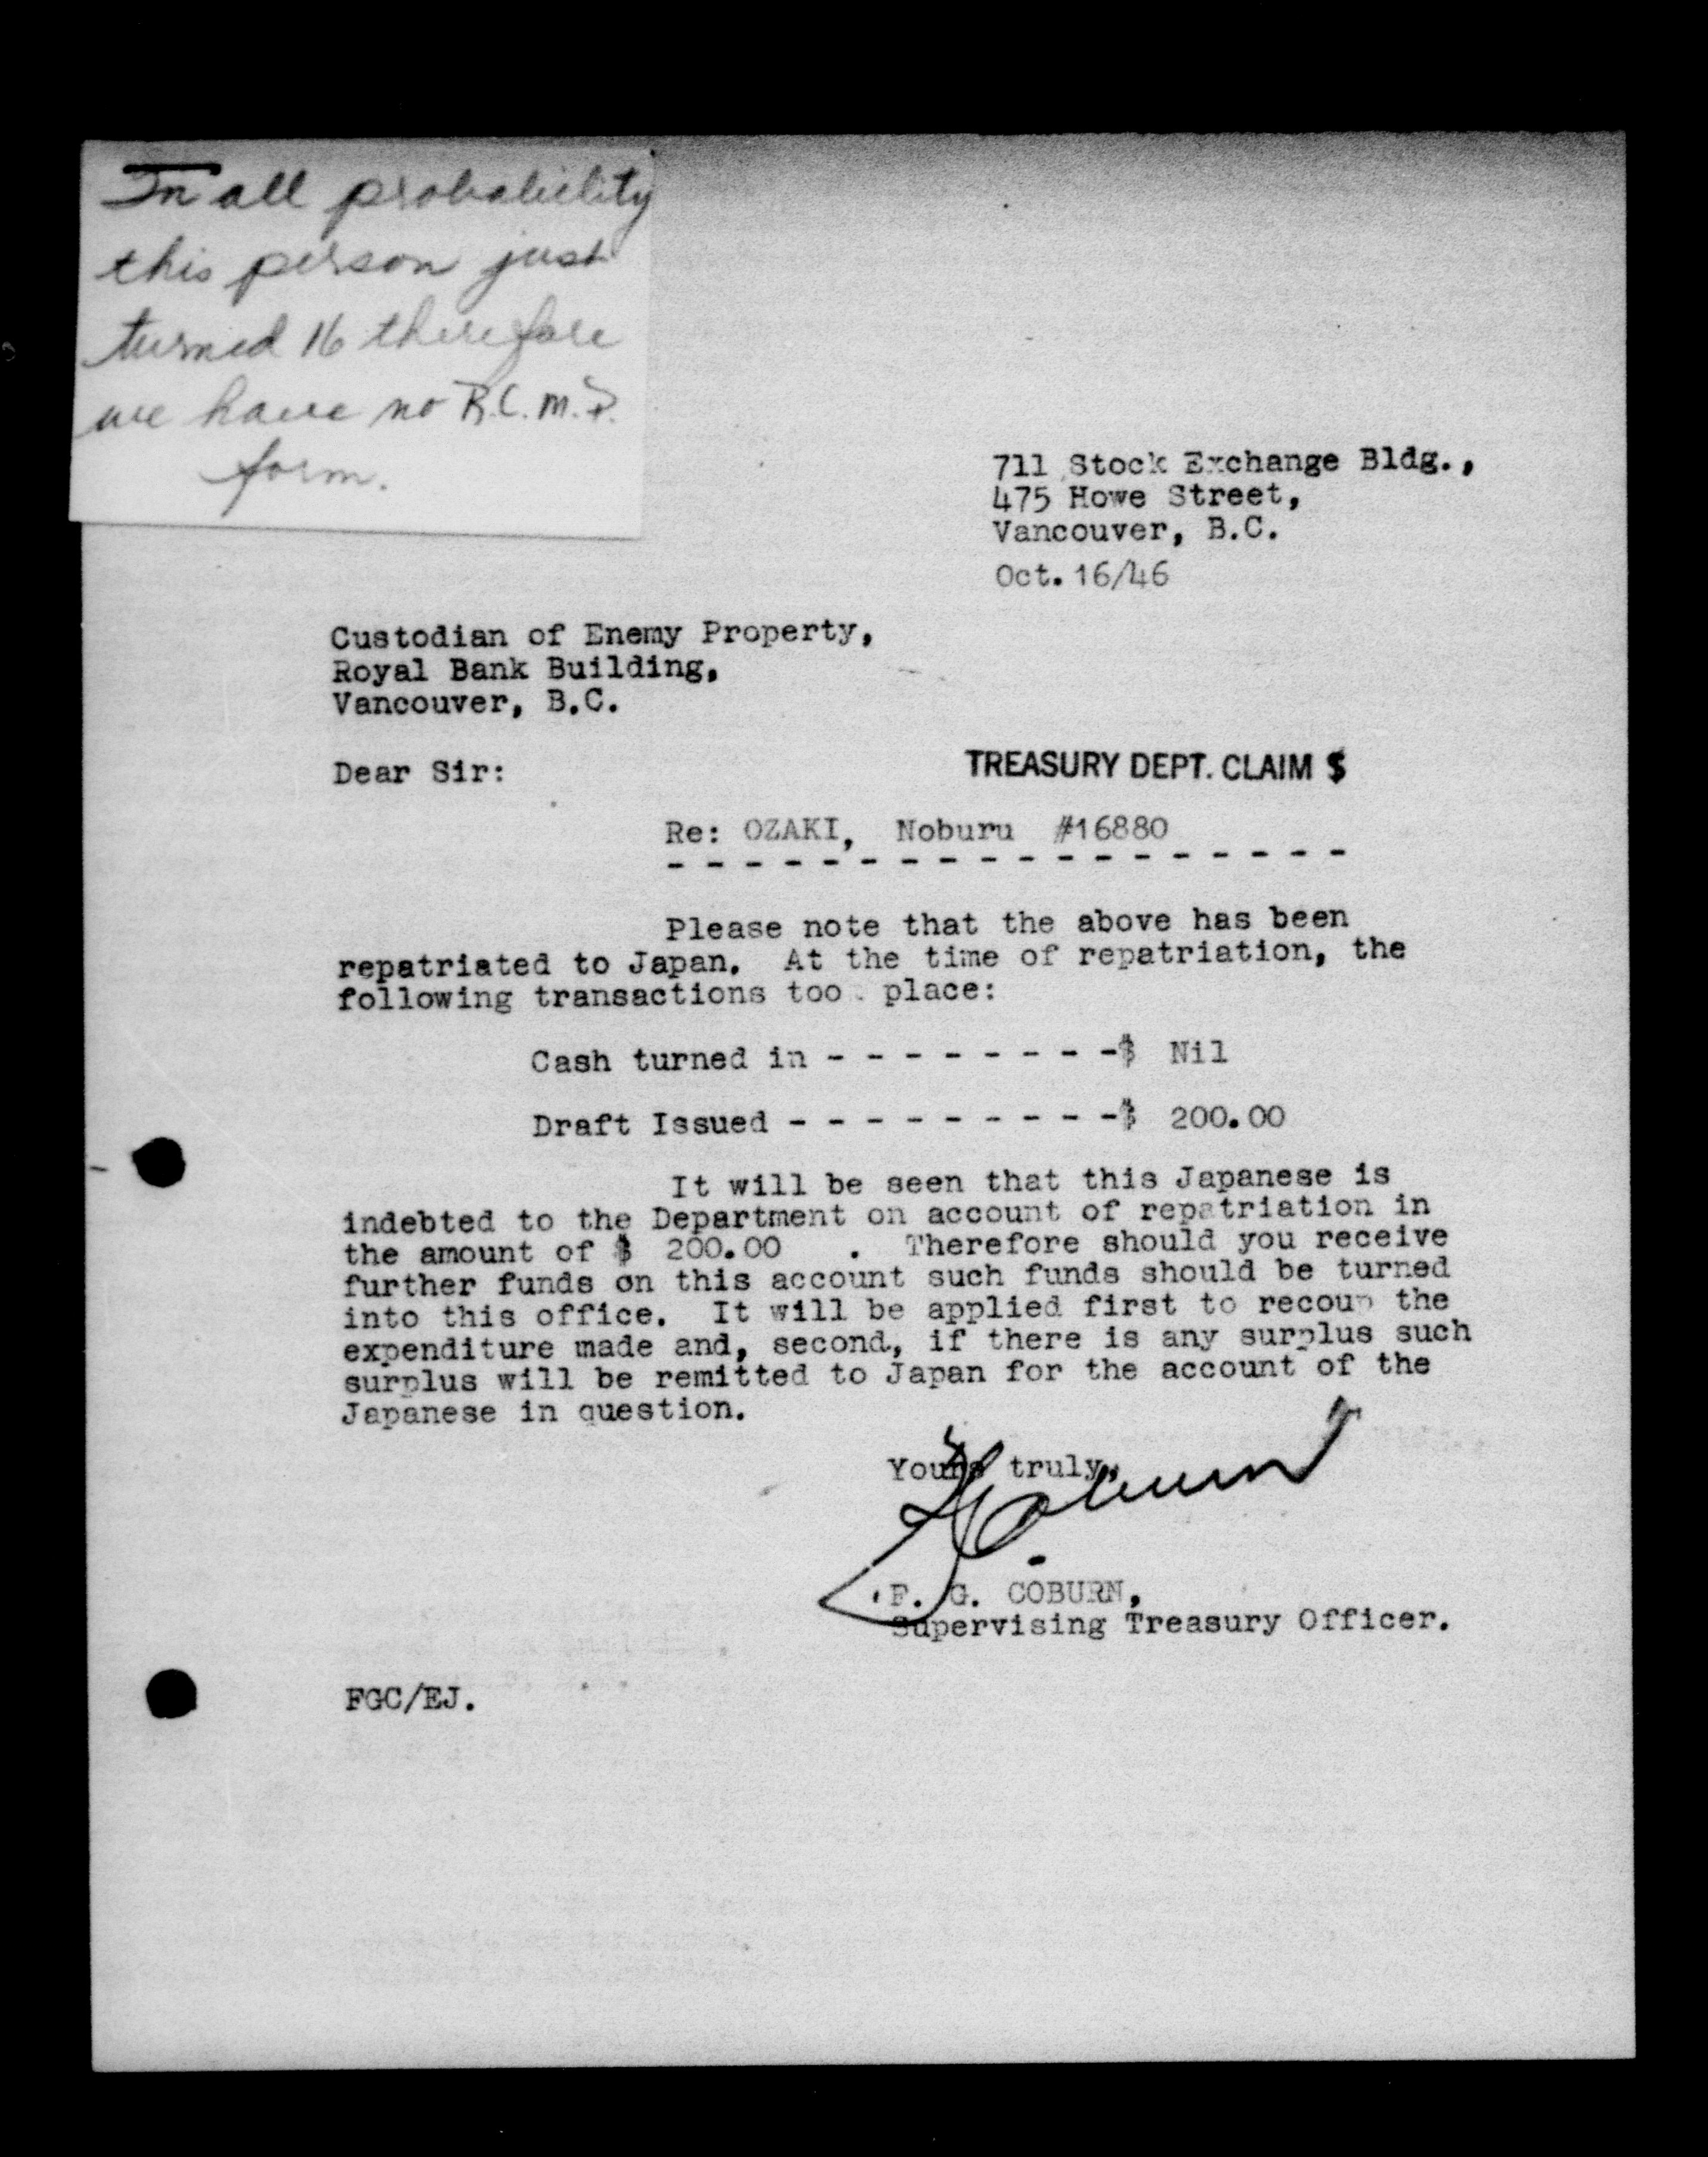 In all probability
this person just
turned 16 therefore
we have no R.C.M.P.
form.
711 Stock Exchange Bldg.,
475 Howe Street,
Vancouver, B.C.
Oct. 16/46
Custodian of Enemy Property,
Royal Bank Building,
Vancouver, B.C.
Dear Sir:
TREASURY DEPT. CLAIM $
Re: OZAKI, Noburu #16880
- - - - - - - - - - - - - - - - - -
Please note that the above has been
repatriated to Japan. At the time of repatriation, the
following transactions too place:
Cash turned in - - - - - - - -$ Nil
Draft Issued - - - - - - - - -$ 200.00
It will be seen that this Japanese is
indebted to the Department on account of repatriation in
the amount of $ 200.00 . Therefore should you receive
further funds on this account such funds should be turned
into this office. It will be applied first to recoup the
expenditure made and, second, if there is any surplus such
surplus will be remitted to Japan for the account of the
Japanese in question.
Yours truly,
F. G. COBURN,
Supervising Treasury Officer.
FGC/EJ.